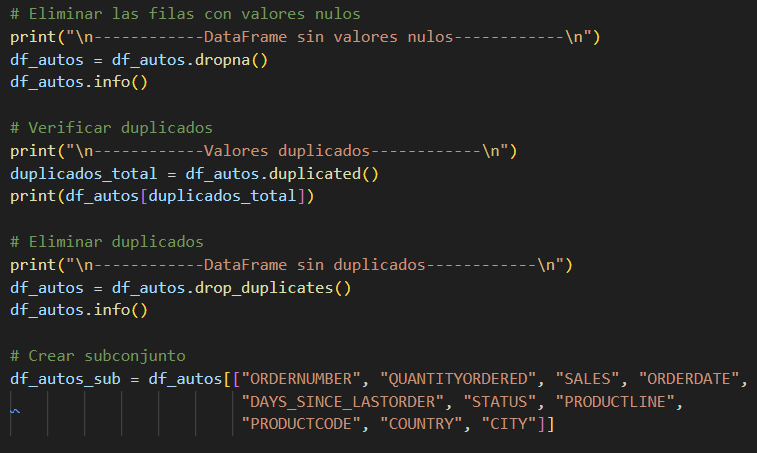 # Eliminar las filas con valores nulos
print("\n------------DataFrame sin valores nulos------------\n")
df_autos = df_autos.dropna()
df_autos.info()

# Verificar duplicados
print("\n------------Valores duplicados------------\n")
duplicados_total = df_autos.duplicated()
print(df_autos[duplicados_total])

# Eliminar duplicados
print("\n------------DataFrame sin duplicados------------\n")
df_autos = df_autos.drop_duplicates()
df_autos.info()

# Crear subconjunto
df_autos_sub = df_autos[["ORDERNUMBER", "QUANTITYORDERED", "SALES", "ORDERDATE",
                         "DAYS_SINCE_LASTORDER", "STATUS", "PRODUCTLINE",
                         "PRODUCTCODE", "COUNTRY", "CITY"]]